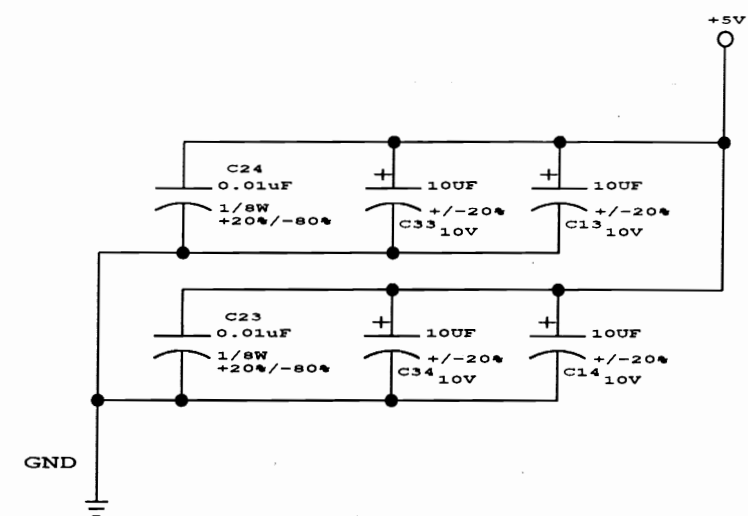 +5V
C24
0.01uF
1/8W
+20%/-80%
+
10UF
+/-20%
C33
10V
+
10UF
+/-20%
C13
10V
C23
0.01uF
1/8W
+20%/-80%
+
10UF
+/-20%
C34
10V
+
10UF
+/-20%
C14
10V
GND